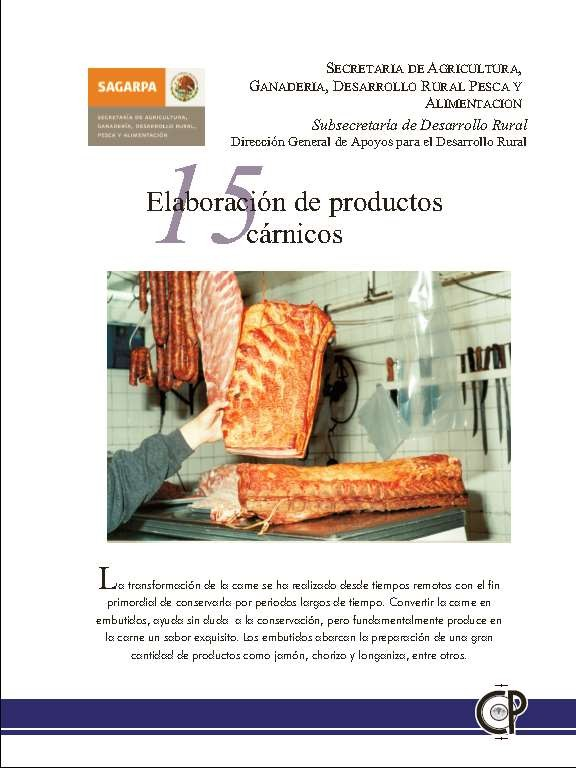 SECRETARIA DE AGRICULTURA,
GANADERIA, DESARROLLO RURAL PESCA Y
ALIMENTACION
SAGARPA
SECRETARÍA DE AGRICULTURA,
GANADERÍA, DESARROLLO RURAL,
PESCA Y ALIMENTACIÓN
Subsecretaría de Desarrollo Rural
Dirección General de Apoyos para el Desarrollo Rural
15
Elaboración de productos
cárnicos
La transformación de la carne se ha realizado desde tiempos remotos con el fin
primordial de conservarla por periodos largos de tiempo. Convertir la carne en
embutidos, ayuda sin duda a la conservación, pero fundamentalmente produce en
la carne un sabor exquisito. Los embutidos abarcan la preparación de una gran
cantidad de productos como jamón, chorizo y longaniza, entre otros.
CP